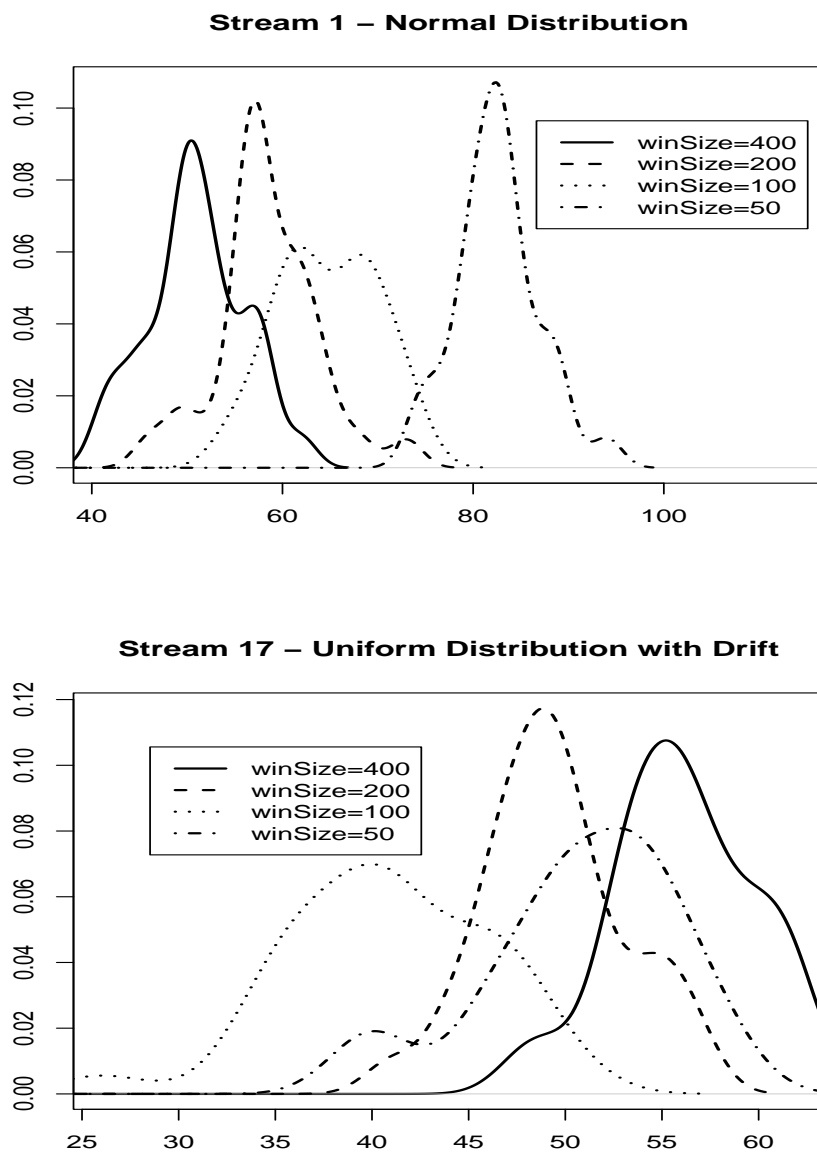 Stream 1 – Normal Distribution
0.10
0.08
0.06
0.04
0.02
0.00
winSize=400
winSize=200
winSize=100
winSize=50
40 60 80 100
Stream 17 – Uniform Distribution with Drift
0.12
0.10
0.08
0.06
0.04
0.02
0.00
winSize=400
winSize=200
winSize=100
winSize=50
25 30 35 40 45 50 55 60